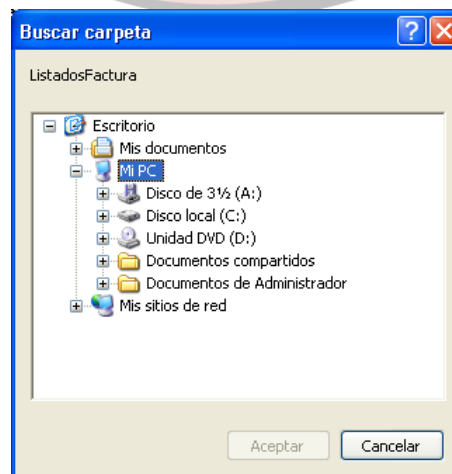 Buscar carpeta
ListadosFactura
Escritorio
Mis documentos
Mi PC
Disco de 3½ (A:)
Disco local (C:)
Unidad DVD (D:)
Documentos compartidos
Documentos de Administrador
Mis sitios de red
Aceptar
Cancelar